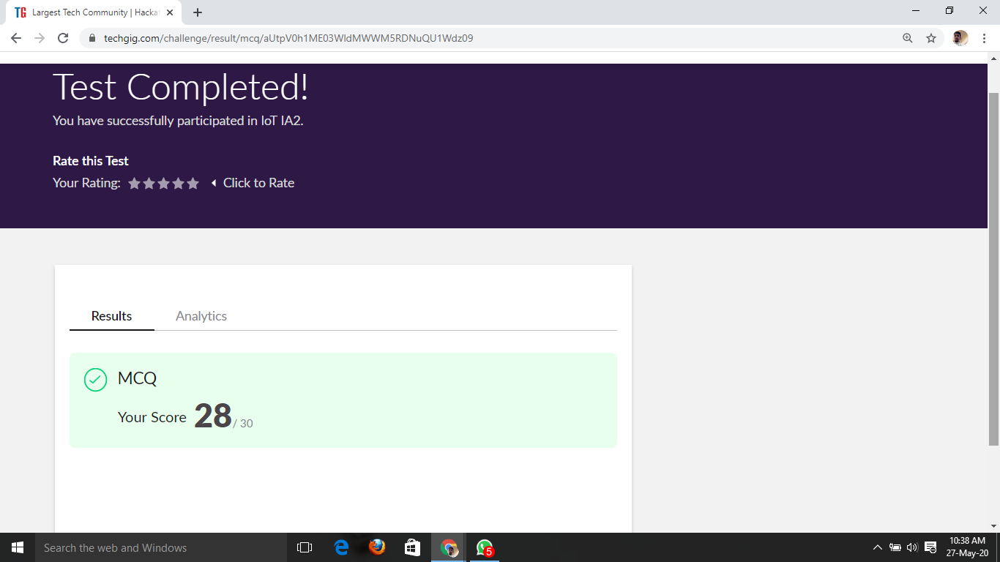 TG Largest Tech Community | Hacka
techgig.com/challenge/result/mcq/aUtpV0h1ME03WldMWWM5RDNuQU1Wdz09
Test Completed!
You have successfully participated in IoT IA2.
Rate this Test
Your Rating: Click to Rate
Results Analytics
MCQ
Your Score 28 / 30
Search the web and Windows
5
10:38 AM
27-May-20